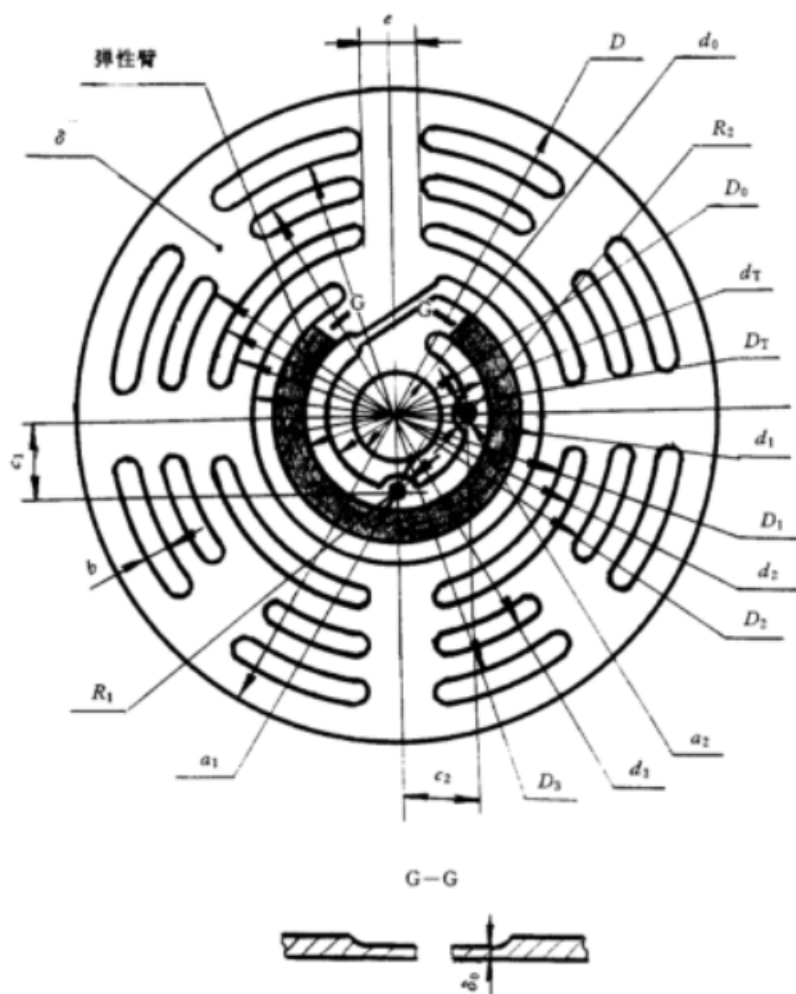 e
D
d₀
弹性臂
δ
R₂
D₀
d_T
D_T
G
G
c₁
d₁
D₁
b
d₂
D₂
R₁
a₁
c₂
D₃
d₃
a₂
G—G
δ₀